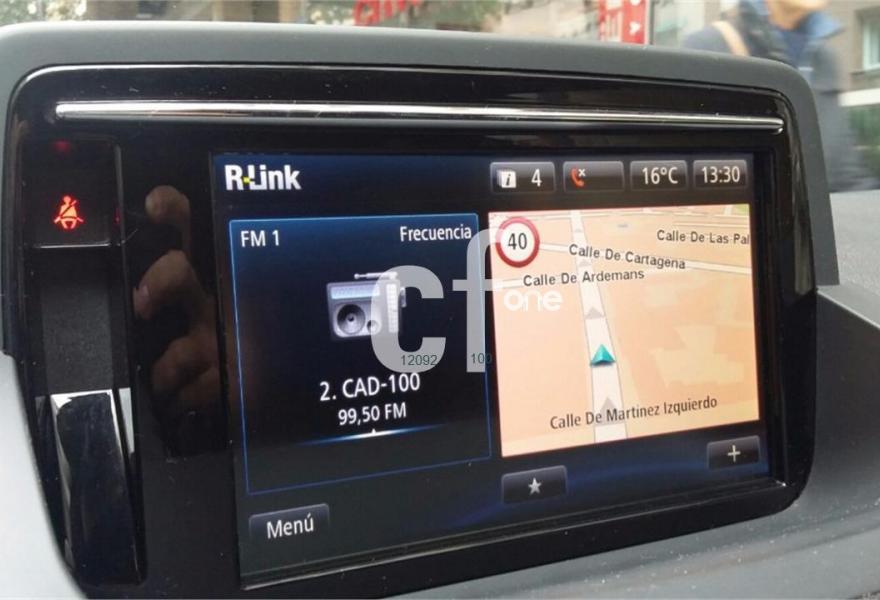 R-Link
4
16°C
13:30
FM 1
Frecuencia
40
Calle De Las Pal
Calle De Cartagena
Calle De Ardemans
cf one
12092
100
2. CAD-100
99,50 FM
Calle De Martinez Izquierdo
+
Menú